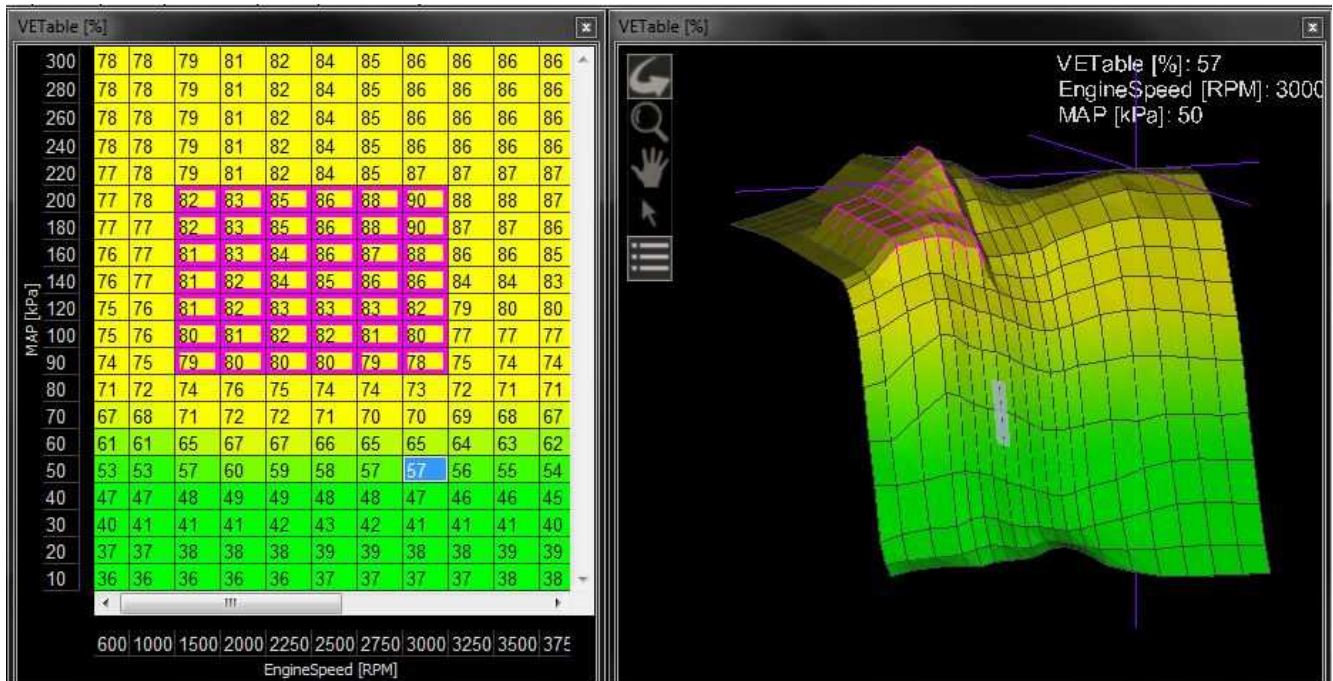 VETable [%]
300 78 78 79 81 82 84 85 86 86 86 86
280 78 78 79 81 82 84 85 86 86 86 86
260 78 78 79 81 82 84 85 86 86 86 86
240 78 78 79 81 82 84 85 86 86 86 86
220 77 78 79 81 82 84 85 87 87 87 87
200 77 78 82 83 85 86 88 90 88 88 87
180 77 77 82 83 85 86 88 90 87 87 86
160 76 77 81 83 84 86 87 88 86 86 85
140 76 77 81 82 84 85 86 86 84 84 83
120 75 76 81 82 83 83 83 82 79 80 80
100 75 76 80 81 82 82 81 80 77 77 77
90 74 75 79 80 80 80 79 78 75 74 74
80 71 72 74 76 75 74 74 73 72 71 71
70 67 68 71 72 72 71 70 70 69 68 67
60 61 61 65 67 67 66 65 65 64 63 62
50 53 53 57 60 59 58 57 57 56 55 54
40 47 47 48 49 49 48 48 47 46 46 45
30 40 41 41 41 42 43 42 41 41 41 40
20 37 37 38 38 38 39 39 38 38 39 39
10 36 36 36 36 36 37 37 37 37 38 38
MAP [kPa]
600 1000 1500 2000 2250 2500 2750 3000 3250 3500 375
EngineSpeed [RPM]
VETable [%]
VETable [%]: 57
EngineSpeed [RPM]: 3000
MAP [kPa]: 50